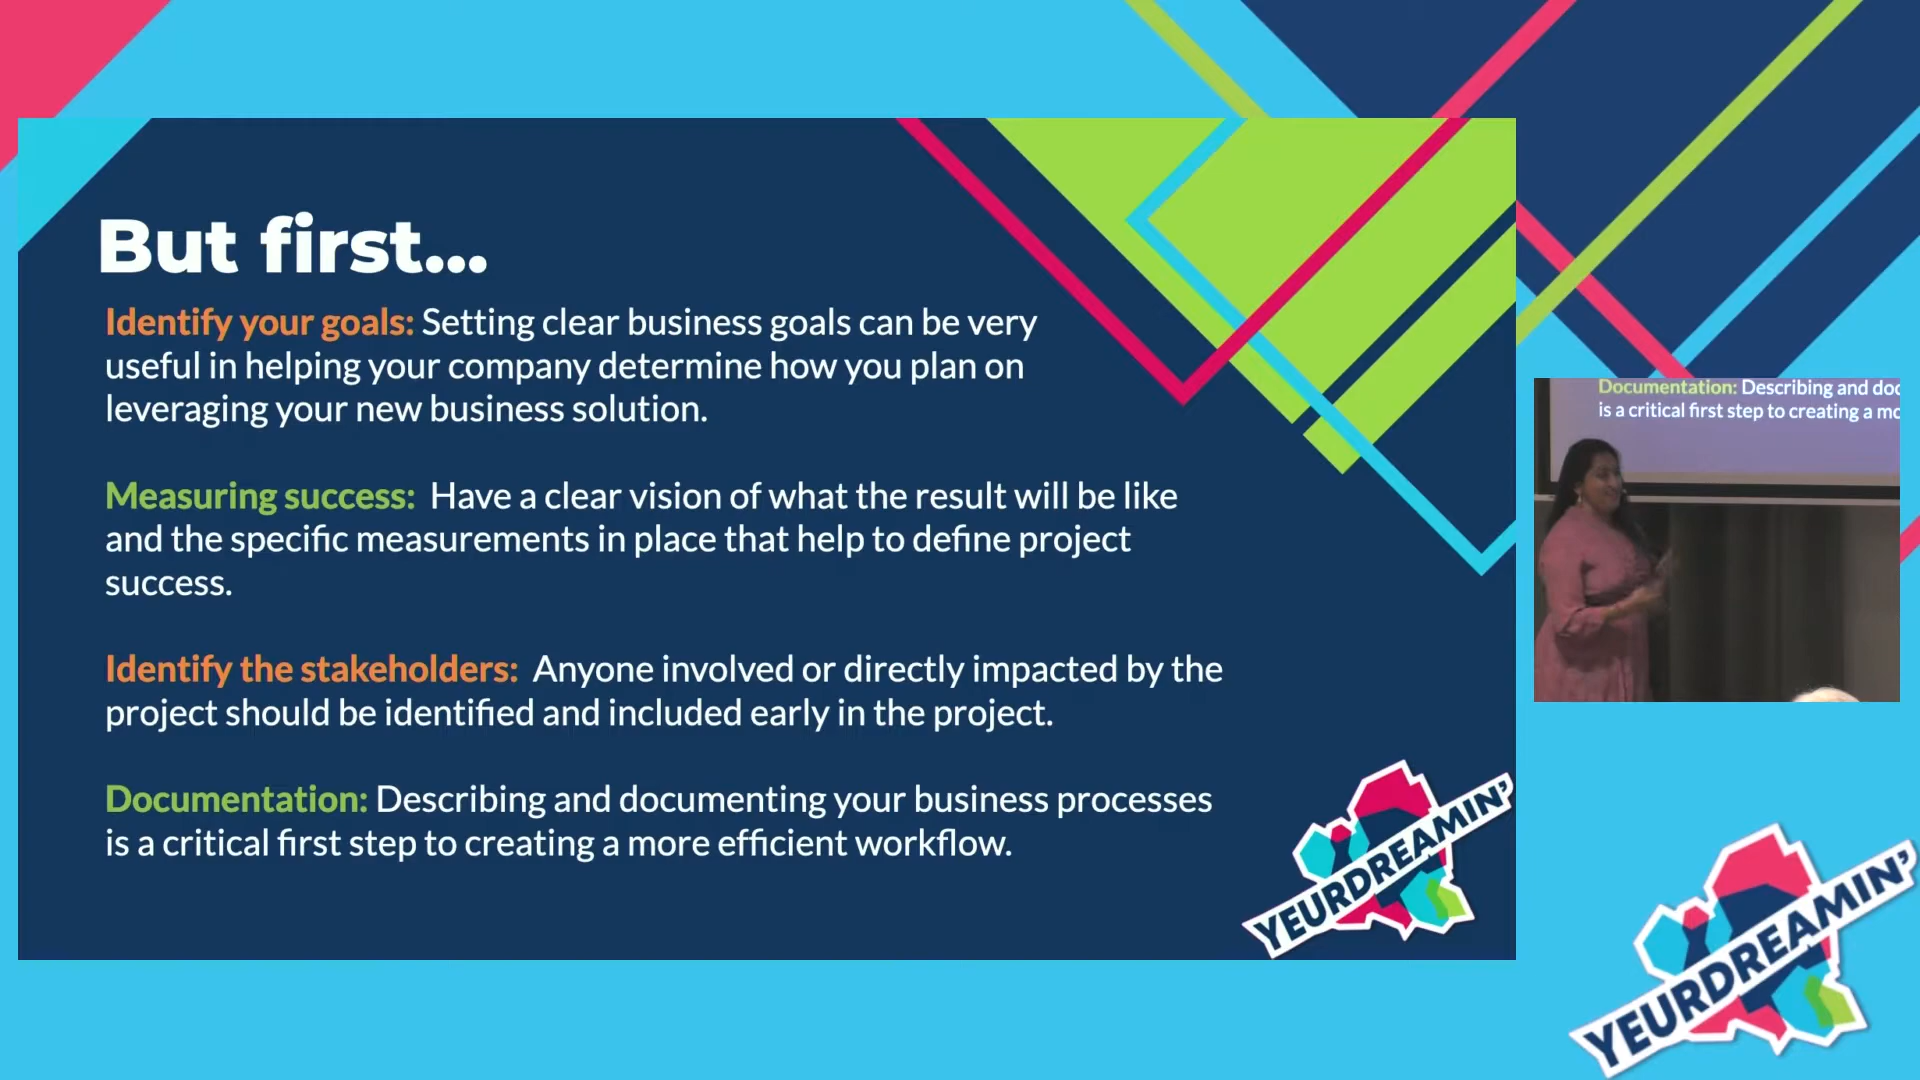 But first...
Identify your goals: Setting clear business goals can be very
useful in helping your company determine how you plan on
leveraging your new business solution.
Measuring success: Have a clear vision of what the result will be like
and the specific measurements in place that help to define project
success.
Identify the stakeholders: Anyone involved or directly impacted by the
project should be identified and included early in the project.
Documentation: Describing and documenting your business processes
is a critical first step to creating a more efficient workflow.
YEURDREAMIN'
Documentation: Describing and doc
is a critical first step to creating a mo
YEURDREAMIN'